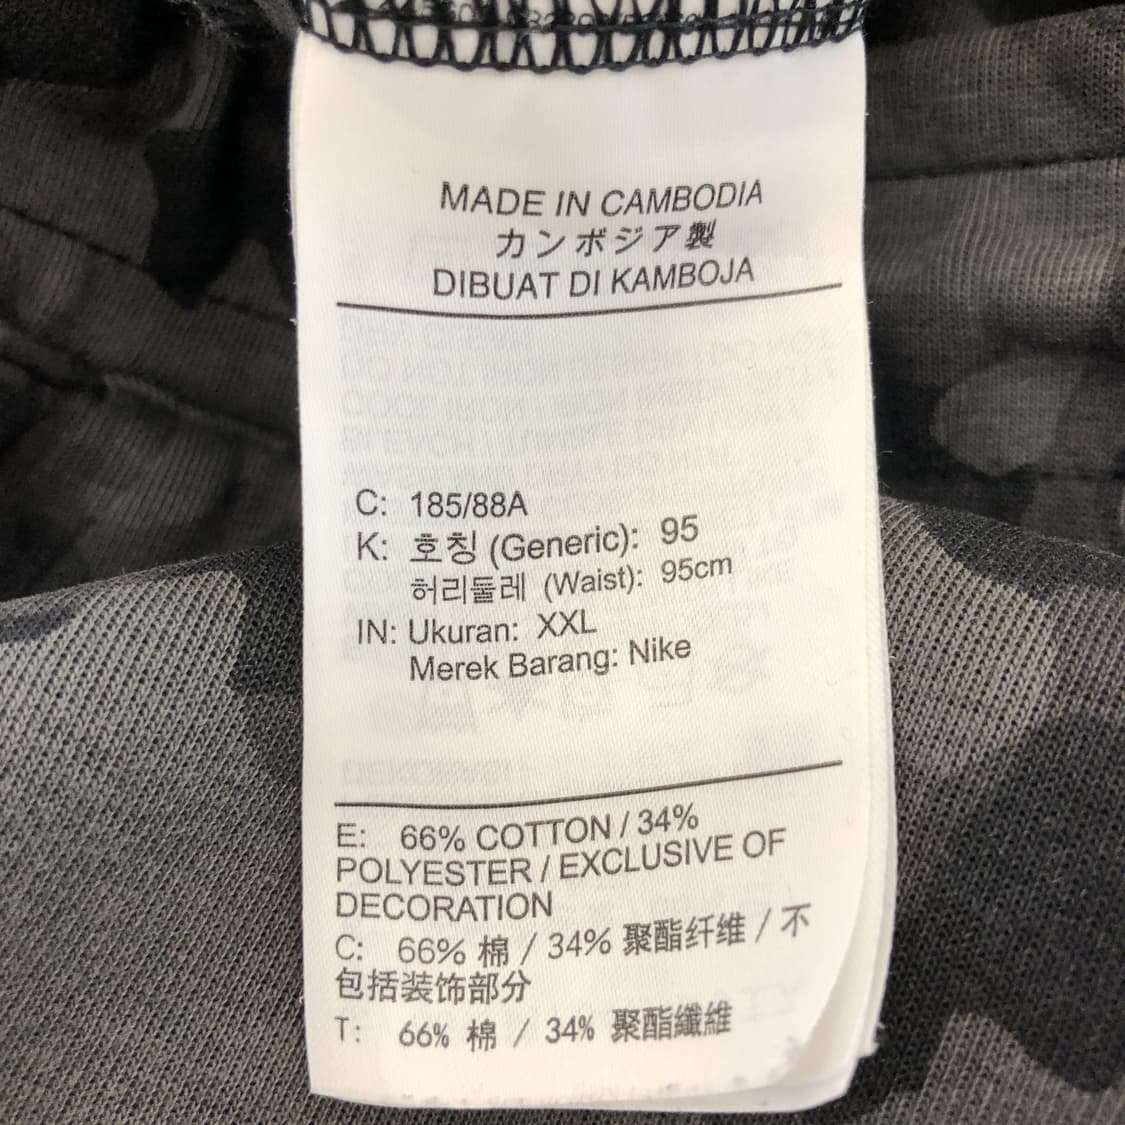 MADE IN CAMBODIA
カンボジア製
DIBUAT DI KAMBOJA
C: 185/88A
K: 호칭 (Generic): 95
허리둘레 (Waist): 95cm
IN: Ukuran: XXL
Merek Barang: Nike
E: 66% COTTON / 34%
POLYESTER / EXCLUSIVE OF
DECORATION
C: 66% 棉 / 34% 聚酯纤维 / 不
包括装饰部分
T: 66% 棉 / 34% 聚酯纖維